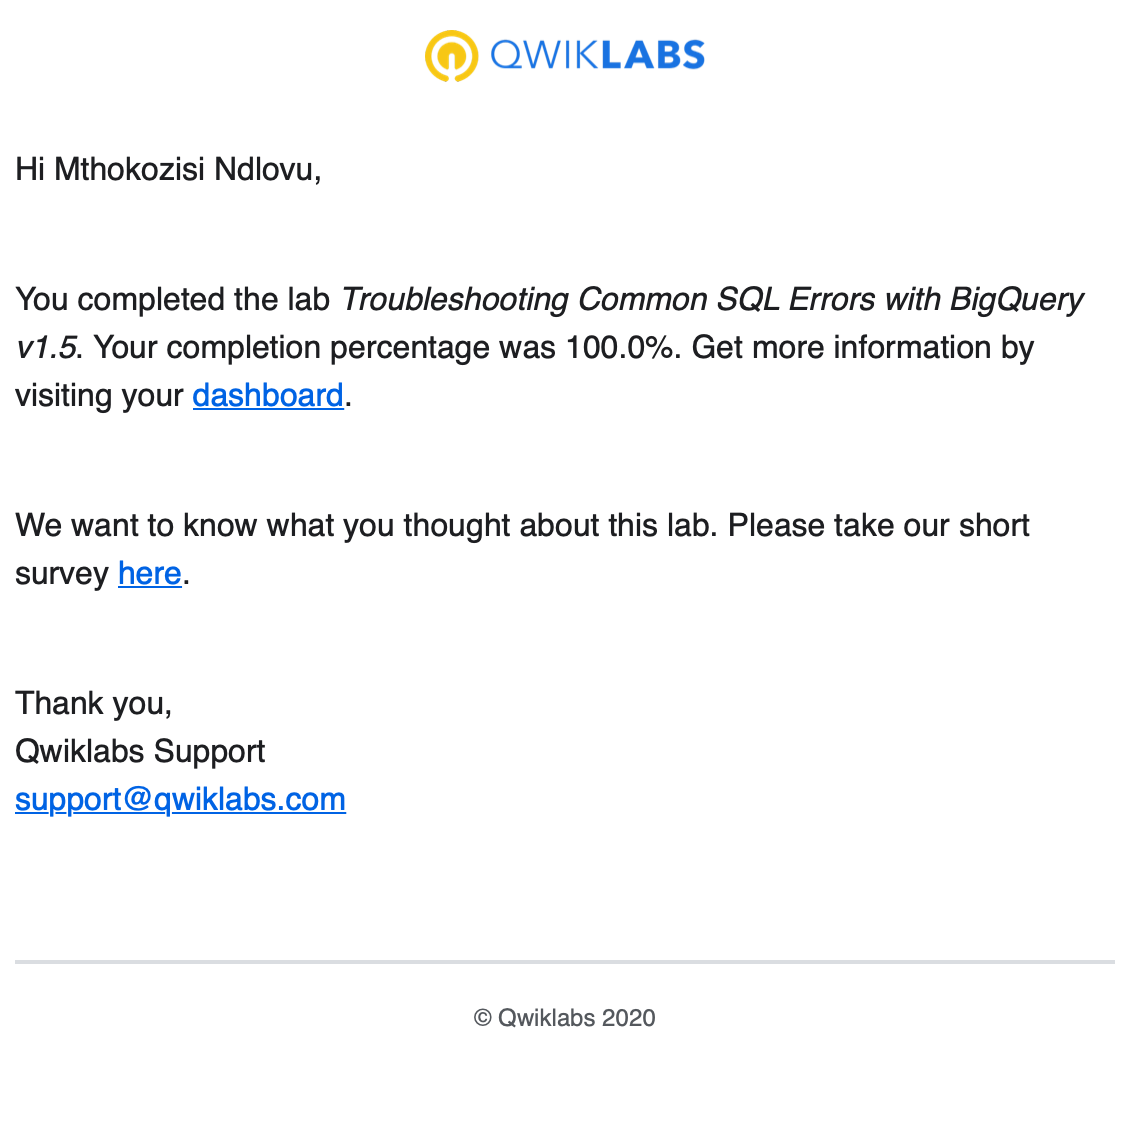 QWIKLABS
Hi Mthokozisi Ndlovu,
You completed the lab Troubleshooting Common SQL Errors with BigQuery
v1.5. Your completion percentage was 100.0%. Get more information by
visiting your dashboard.
We want to know what you thought about this lab. Please take our short
survey here.
Thank you,
Qwiklabs Support
support@qwiklabs.com
© Qwiklabs 2020